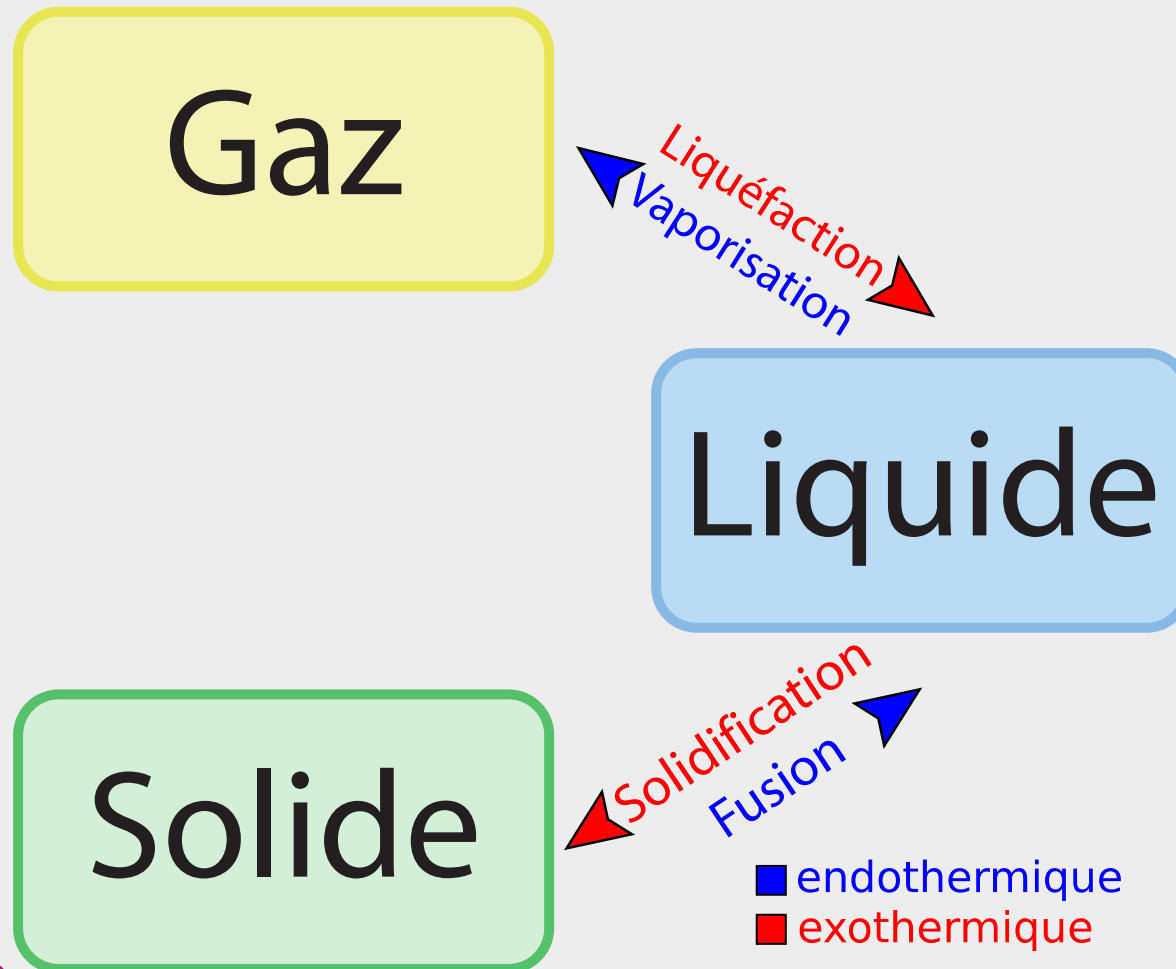 Gaz
Liquéfaction
Vaporisation
Liquide
Solidification
Fusion
Solide
endothermique
exothermique